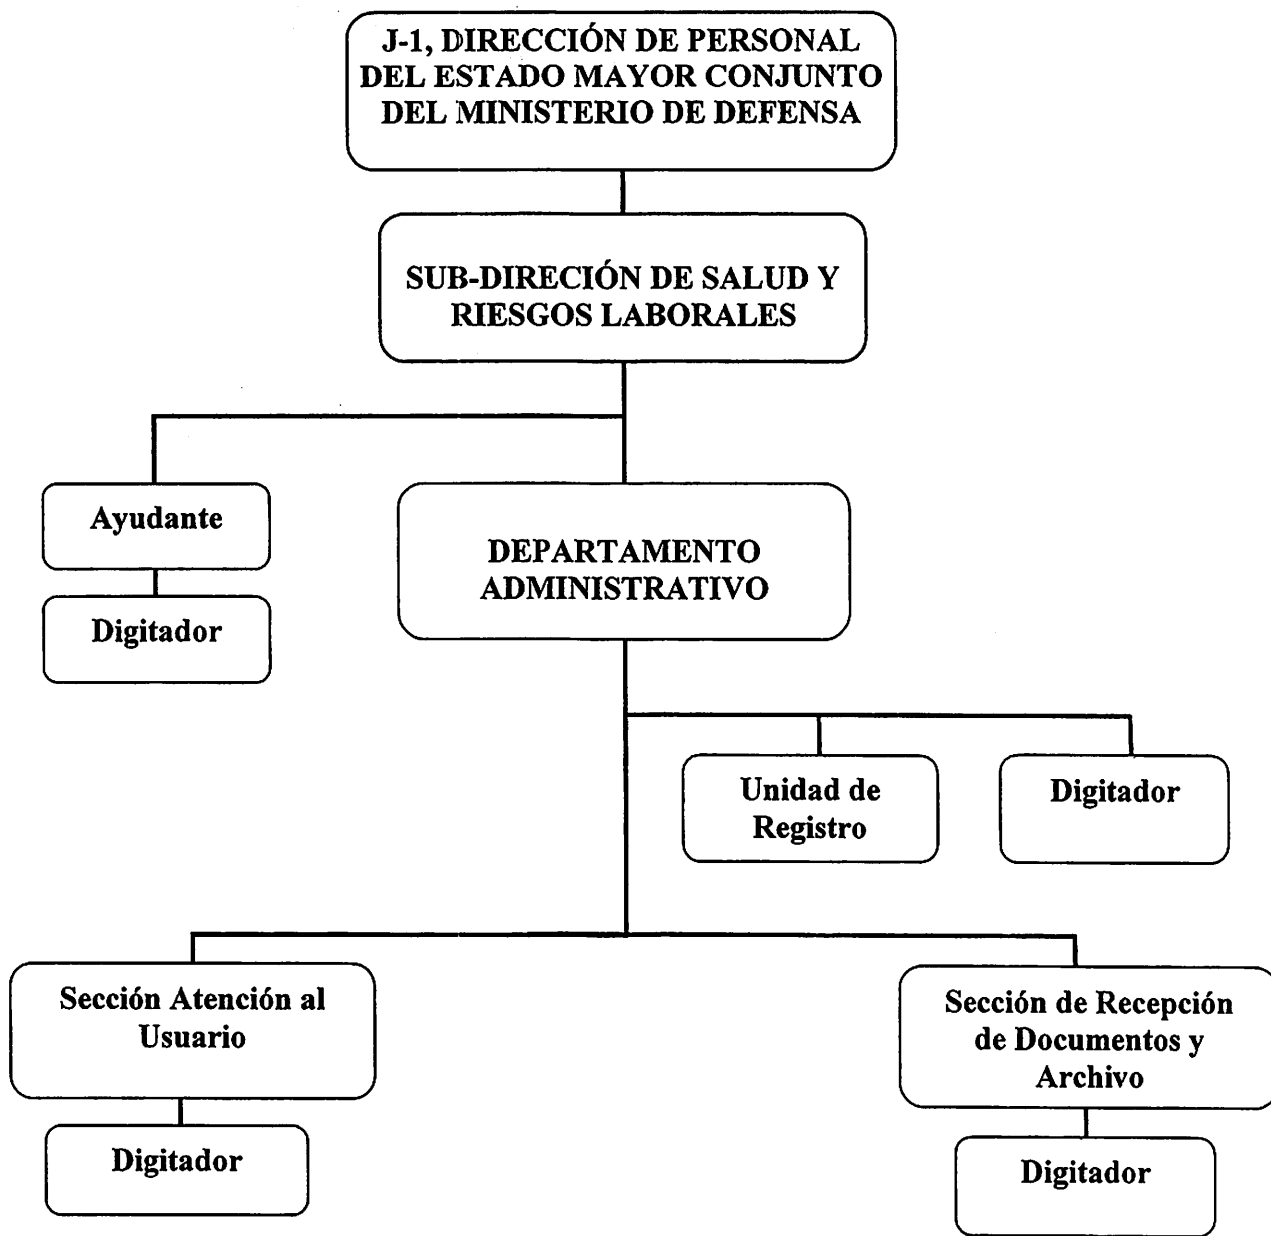 J-1, DIRECCIÓN DE PERSONAL
DEL ESTADO MAYOR CONJUNTO
DEL MINISTERIO DE DEFENSA
SUB-DIRECIÓN DE SALUD Y
RIESGOS LABORALES
Ayudante
Digitador
DEPARTAMENTO
ADMINISTRATIVO
Unidad de
Registro
Digitador
Sección Atención al
Usuario
Digitador
Sección de Recepción
de Documentos y
Archivo
Digitador